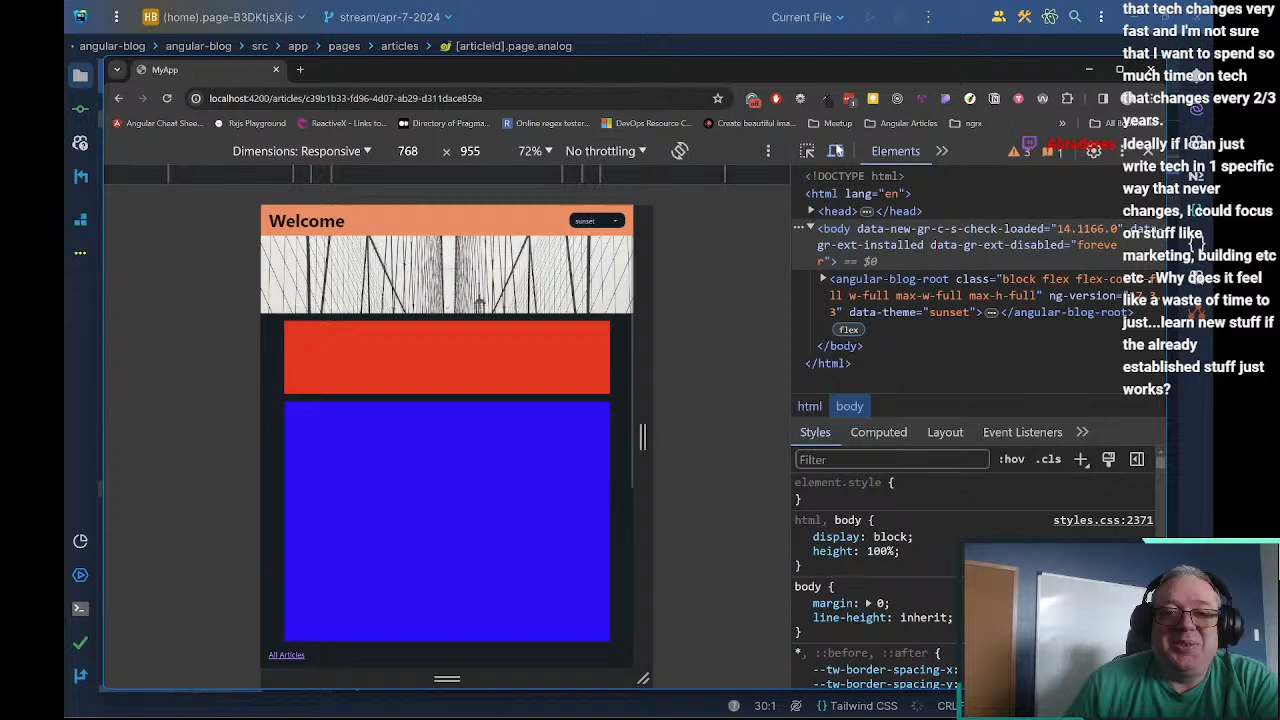 (home).page-B3DKtjsX.js
stream/apr-7-2024
Current File
angular-blog
angular-blog
src
app
pages
articles
[articleId].page.analog
MyApp
localhost:4200/articles/c39b1b33-fd96-4d07-ab29-d311dace859a
Angular Cheat Shee...
Rxjs Playground
ReactiveX - Links to...
Directory of Pragma...
Online regex tester...
DevOps Resource C...
Create beautiful ima...
Meetup
Angular Articles
ngrx
Dimensions: Responsive
768
×
955
72%
No throttling
Elements
Abradores
Welcome
sunset
All Articles
<!DOCTYPE html>
<html lang="en">
<head> </head>
<body data-new-gr-c-s-check-loaded="14.1166.0"
gr-ext-installed data-gr-ext-disabled="foreve
r"> == $0
<angular-blog-root class="block flex
w-full max-w-full max-h-full"
data-theme="sunset"> </angular-blog-root>
flex
</body>
</html>
html
body
Styles
Computed
Layout
Event Listeners
Filter
:hov
.cls
element.style {
}
html, body {
styles.css:2371
display: block;
height: 100%;
}
body {
margin: 0;
line-height: inherit;
}
*, ::before, ::after {
--tw-border-spacing-x:
--tw-border-spacing-y:
30:1
Tailwind CSS
that tech changes very
fast and I'm not sure
that I want to spend so
much time on tech
that changes every 2/3
years.
Ideally if I can just
write tech in 1 specific
way that never
changes, I could focus
on stuff like
marketing, building etc
etc. Why does it feel
like a waste of time to
just...learn new stuff if
the already
established stuff just
works?